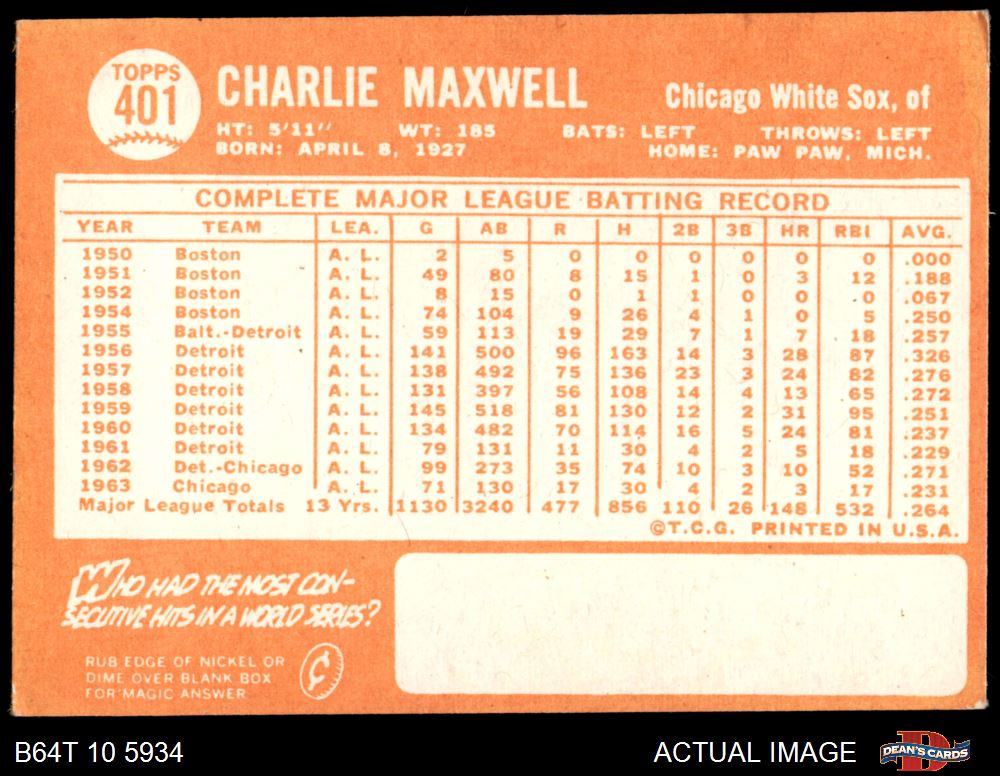 TOPPS
401
CHARLIE MAXWELL
Chicago White Sox, of
HT: 5'11" WT: 185 BATS: LEFT THROWS: LEFT
BORN: APRIL 8, 1927 HOME: PAW PAW, MICH.
COMPLETE MAJOR LEAGUE BATTING RECORD
YEAR TEAM LEA. G AB R H 2B 3B HR RBI AVG.
1950 Boston A. L. 2 5 0 0 0 0 0 0 .000
1951 Boston A. L. 49 80 8 15 1 0 3 12 .188
1952 Boston A. L. 8 15 0 1 1 0 0 0 .067
1954 Boston A. L. 74 104 9 26 4 1 0 5 .250
1955 Balt.-Detroit A. L. 59 113 19 29 7 1 7 18 .257
1956 Detroit A. L. 141 500 96 163 14 3 28 87 .326
1957 Detroit A. L. 138 492 75 136 23 3 24 82 .276
1958 Detroit A. L. 131 397 56 108 14 4 13 65 .272
1959 Detroit A. L. 145 518 81 130 12 2 31 95 .251
1960 Detroit A. L. 134 482 70 114 16 5 24 81 .237
1961 Detroit A. L. 79 131 11 30 4 2 5 18 .229
1962 Det.-Chicago A. L. 99 273 35 74 10 3 10 52 .271
1963 Chicago A. L. 71 130 17 30 4 2 3 17 .231
Major League Totals 13 Yrs. 1130 3240 477 856 110 26 148 532 .264
©T.C.G. PRINTED IN U.S.A.
WHO HAD THE MOST CON-
SECUTIVE HITS IN A WORLD SERIES?
RUB EDGE OF NICKEL OR
DIME OVER BLANK BOX
FOR MAGIC ANSWER
¢
B64T 10 5934
ACTUAL IMAGE
D
DEAN'S CARDS